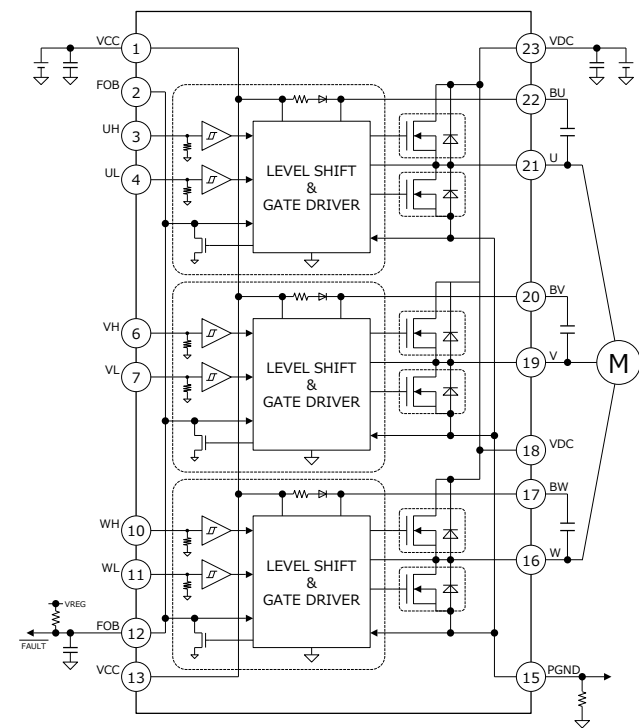 VCC
1
23
VDC
FOB
2
22
BU
UH
3
21
U
UL
4
LEVEL SHIFT
&
GATE DRIVER
20
BV
VH
6
19
V
M
VL
7
LEVEL SHIFT
&
GATE DRIVER
18
VDC
17
BW
WH
10
16
W
WL
11
LEVEL SHIFT
&
GATE DRIVER
VREG
FOB
12
FAULT
VCC
13
15
PGND